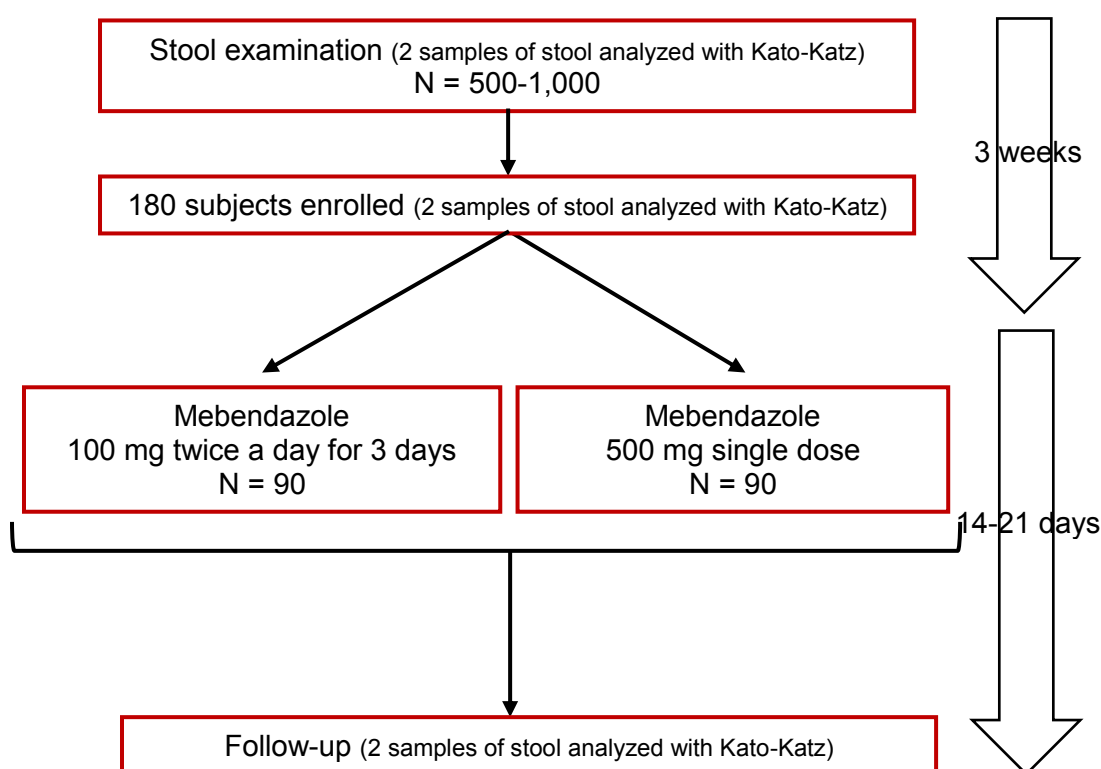 Stool examination (2 samples of stool analyzed with Kato-Katz)
N = 500-1,000
3 weeks
180 subjects enrolled (2 samples of stool analyzed with Kato-Katz)
Mebendazole
100 mg twice a day for 3 days
N = 90
Mebendazole
500 mg single dose
N = 90
14-21 days
Follow-up (2 samples of stool analyzed with Kato-Katz)